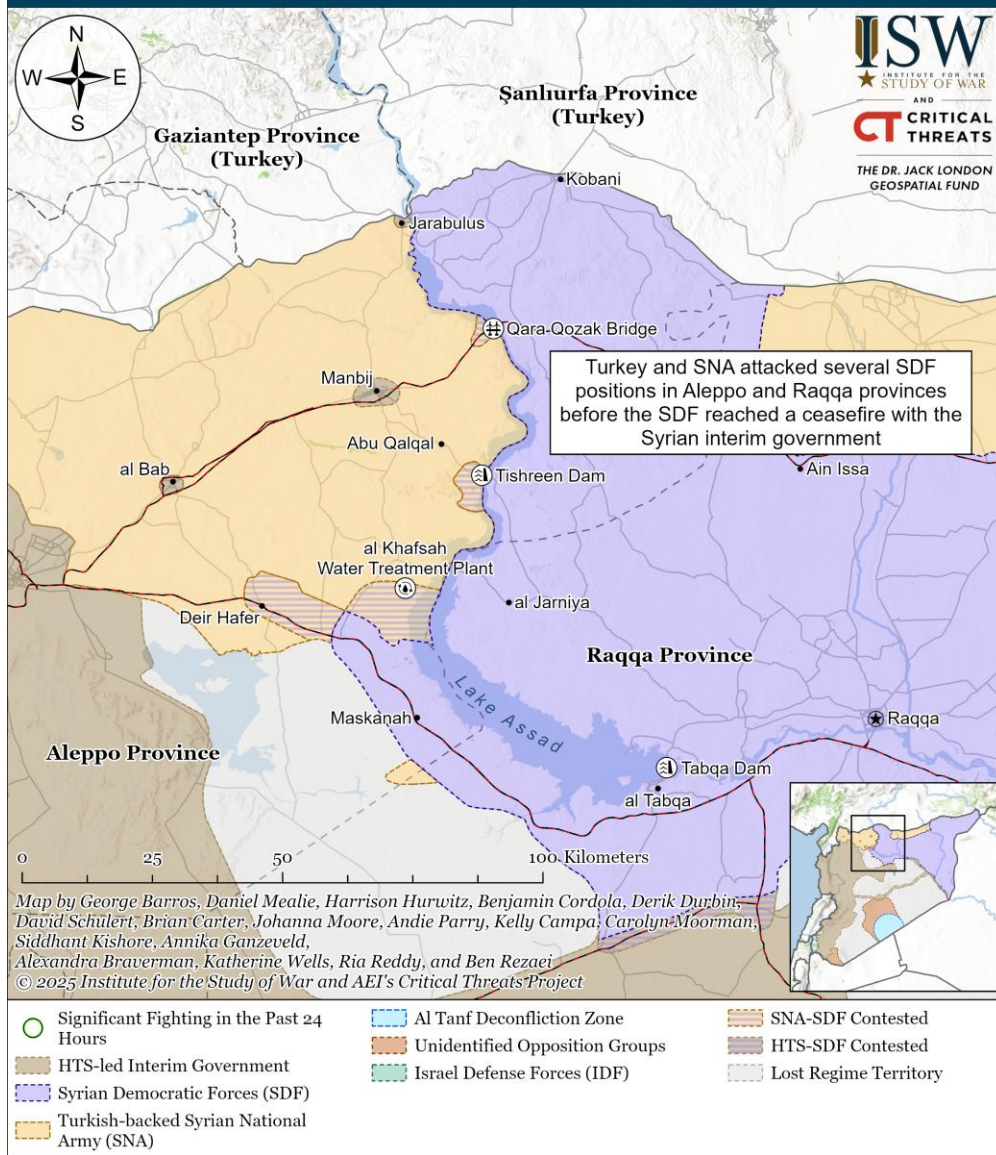 N
W
E
S
ISW
INSTITUTE FOR THE
STUDY OF WAR
AND
CT CRITICAL
THREATS
THE DR. JACK LONDON
GEOSPATIAL FUND
Şanlıurfa Province
(Turkey)
Gaziantep Province
(Turkey)
Kobani
Jarabulus
Qara-Qozak Bridge
Turkey and SNA attacked several SDF
positions in Aleppo and Raqqa provinces
before the SDF reached a ceasefire with the
Syrian interim government
Manbij
Abu Qalqal
al Bab
Tishreen Dam
Ain Issa
al Khafsah
Water Treatment Plant
Deir Hafer
al Jarniya
Raqqa Province
Lake Assad
Maskanah
Raqqa
Aleppo Province
Tabqa Dam
al Tabqa
0 25 50 100 Kilometers
Map by George Barros, Daniel Mealie, Harrison Hurwitz, Benjamin Cordola, Derik Durbin,
David Schulert, Brian Carter, Johanna Moore, Andie Parry, Kelly Campa, Carolyn Moorman,
Siddhant Kishore, Annika Ganzeveld,
Alexandra Braverman, Katherine Wells, Ria Reddy, and Ben Rezaei
© 2025 Institute for the Study of War and AEI's Critical Threats Project
Significant Fighting in the Past 24
Hours
HTS-led Interim Government
Syrian Democratic Forces (SDF)
Turkish-backed Syrian National
Army (SNA)
Al Tanf Deconfliction Zone
Unidentified Opposition Groups
Israel Defense Forces (IDF)
SNA-SDF Contested
HTS-SDF Contested
Lost Regime Territory